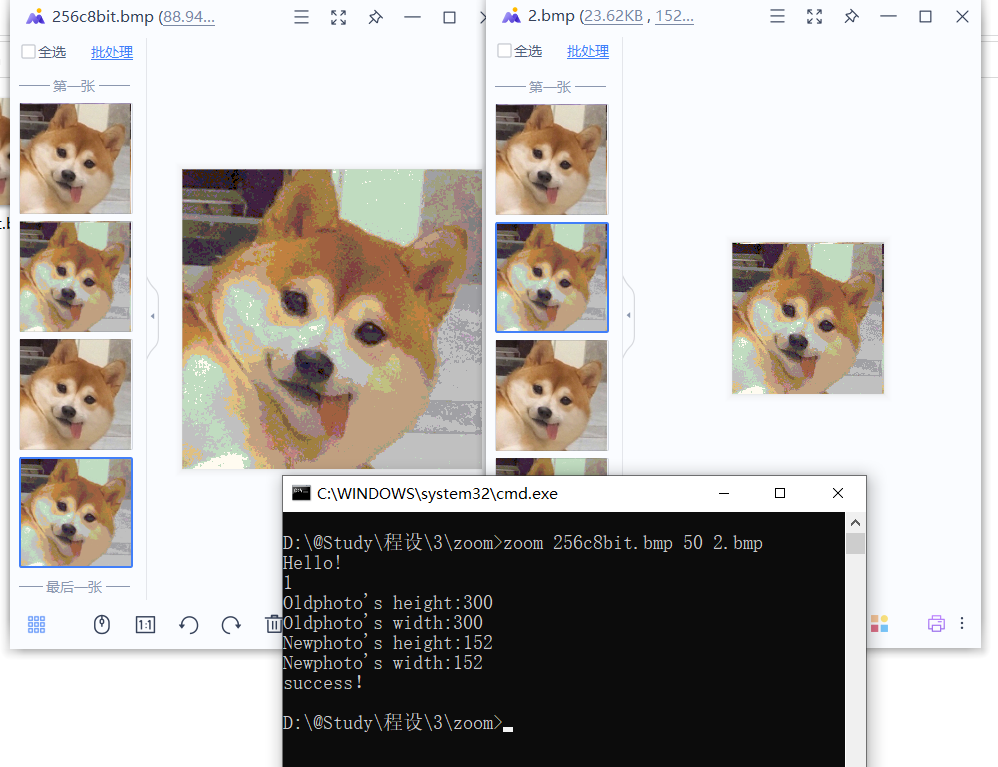 256c8bit.bmp (88.94...
全选 批处理
第一张
最后一张
1:1
2.bmp (23.62KB , 152...
全选 批处理
第一张
C:\WINDOWS\system32\cmd.exe
D:\@Study\程设\3\zoom>zoom 256c8bit.bmp 50 2.bmp
Hello!
1
Oldphoto's height:300
Oldphoto's width:300
Newphoto's height:152
Newphoto's width:152
success!
D:\@Study\程设\3\zoom>